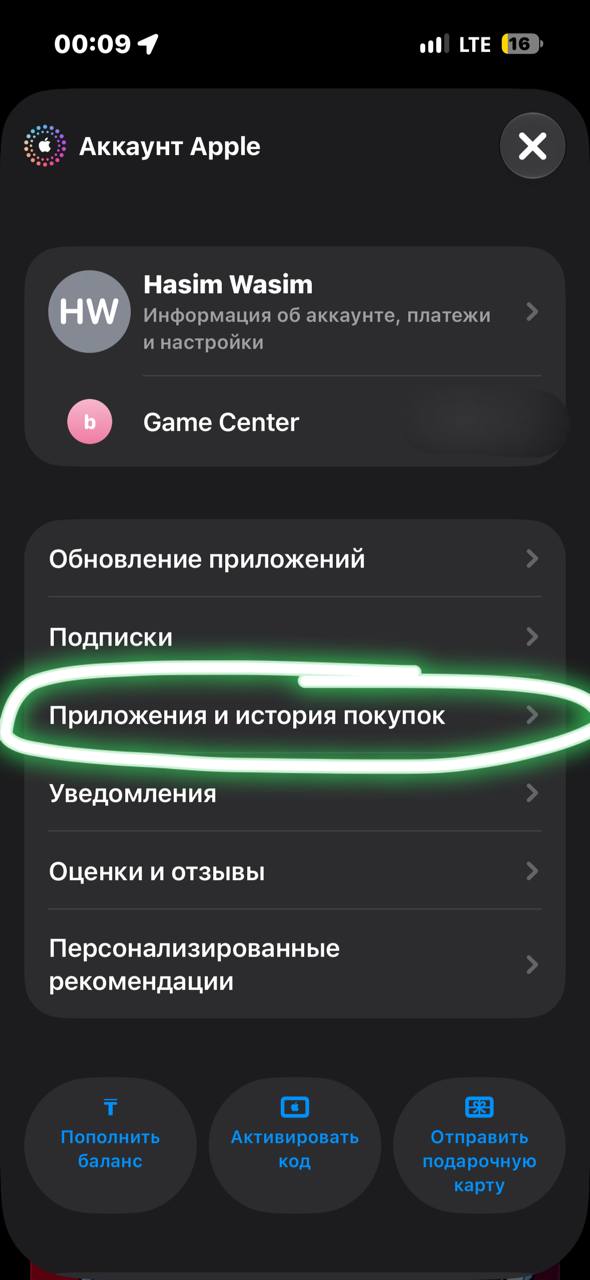 00:09
LTE
16
Аккаунт Apple
HW
Hasim Wasim
Информация об аккаунте, платежи
и настройки
b
Game Center
Обновление приложений
Подписки
Приложения и история покупок
Уведомления
Оценки и отзывы
Персонализированные
рекомендации
₸
Пополнить
баланс
Активировать
код
Отправить
подарочную
карту